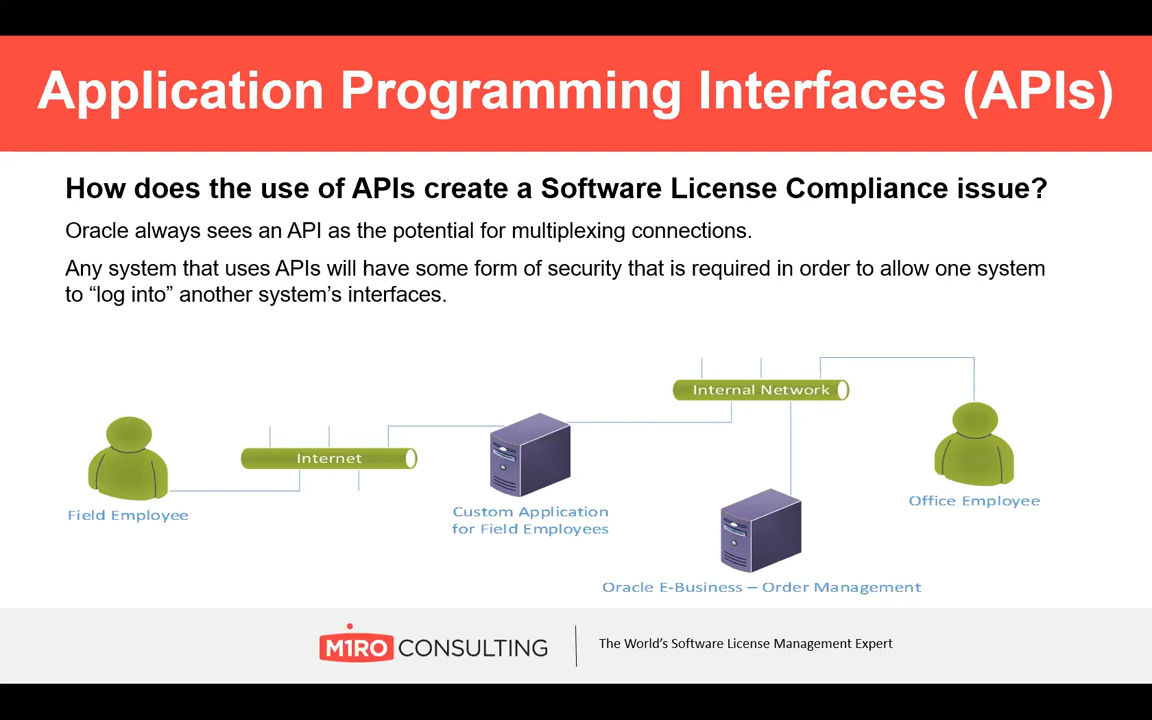 Application Programming Interfaces (APIs)
How does the use of APIs create a Software License Compliance issue?
Oracle always sees an API as the potential for multiplexing connections.
Any system that uses APIs will have some form of security that is required in order to allow one system
to “log into” another system’s interfaces.
Internal Network
Internet
Field Employee
Custom Application
for Field Employees
Office Employee
Oracle E-Business – Order Management
MIRO CONSULTING
The World’s Software License Management Expert